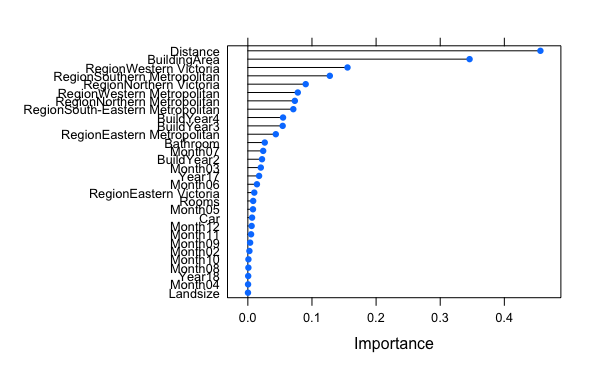 Distance
BuildingArea
RegionWestern Victoria
RegionSouthern Metropolitan
RegionNorthern Victoria
RegionWestern Metropolitan
RegionNorthern Metropolitan
RegionSouth-Eastern Metropolitan
BuildYear4
BuildYear3
RegionEastern Metropolitan
Bathroom
Month07
BuildYear2
Month03
Year17
Month06
RegionEastern Victoria
Rooms
Month05
Car
Month12
Month11
Month09
Month02
Month10
Month08
Year18
Month04
Landsize
0.0 0.1 0.2 0.3 0.4
Importance